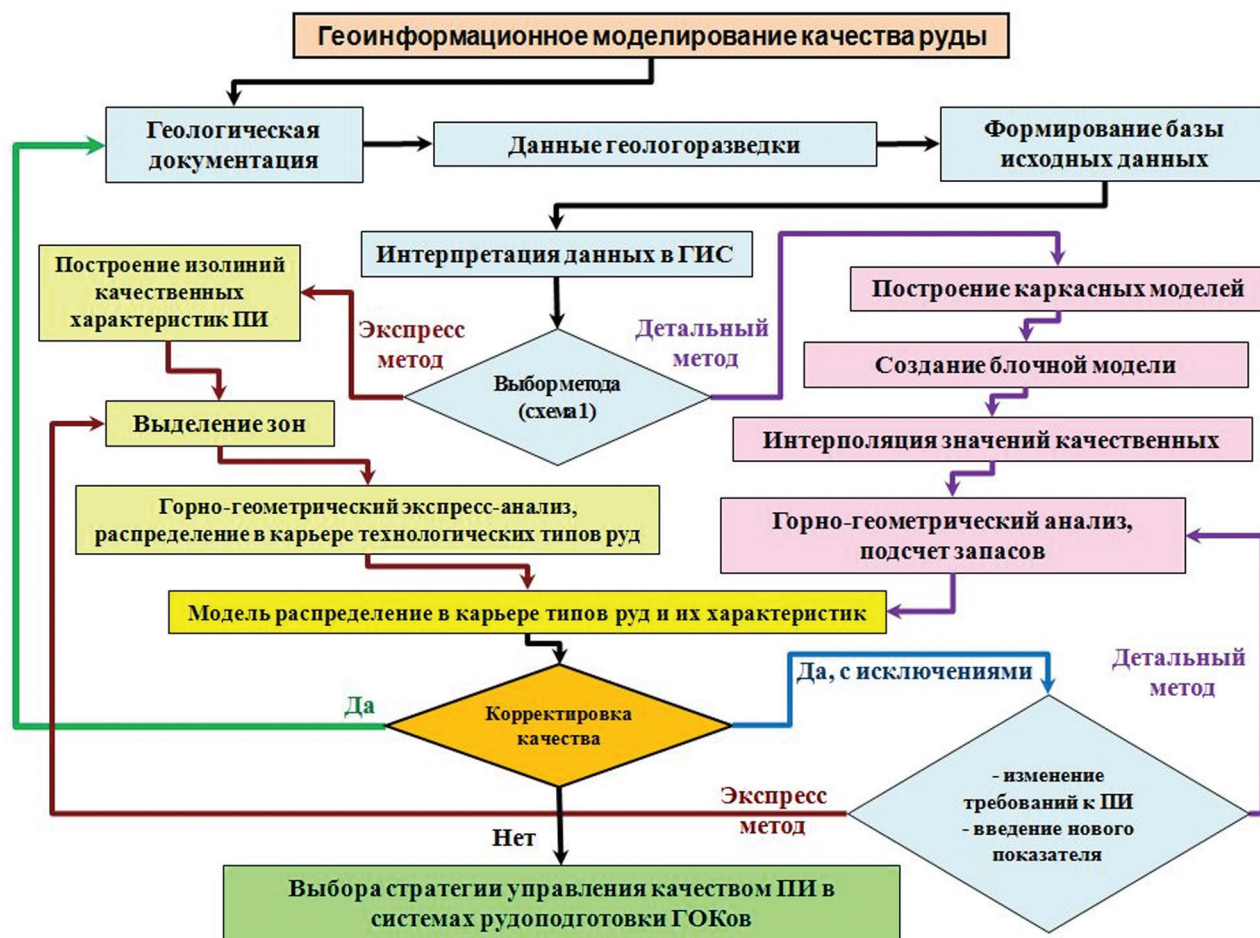 Геоинформационное моделирование качества руды
Геологическая
документация
Данные геологоразведки
Формирование базы
исходных данных
Интерпретация данных в ГИС
Построение изолиний
качественных
характеристик ПИ
Экспресс
метод
Детальный
метод
Построение каркасных моделей
Выбор метода
(схема 1)
Создание блочной модели
Выделение зон
Интерполяция значений качественных
Горно-геометрический экспресс-анализ,
распределение в карьере технологических типов руд
Горно-геометрический анализ,
подсчет запасов
Модель распределение в карьере типов руд и их характеристик
Да
Корректировка
качества
Да, с исключениями
Детальный
метод
- изменение
требований к ПИ
- введение нового
показателя
Экспресс
метод
Нет
Выбора стратегии управления качеством ПИ в
системах рудоподготовки ГОКов